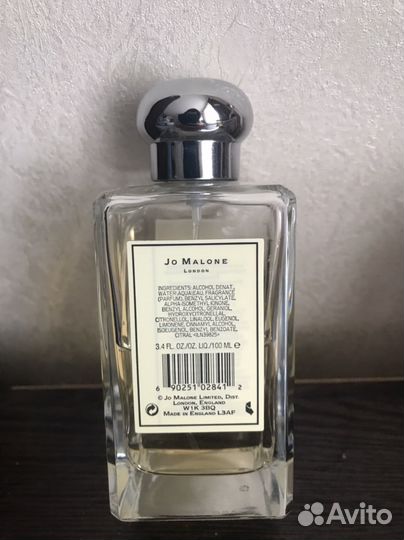 JO MALONE
LONDON
INGREDIENTS: ALCOHOL DENAT.,
WATER\AQUA\EAU, FRAGRANCE
(PARFUM), BENZYL SALICYLATE,
ALPHA-ISOMETHYL IONONE,
BENZYL ALCOHOL, GERANIOL,
HYDROXYCITRONELLAL,
CITRONELLOL, LINALOOL, EUGENOL,
LIMONENE, CINNAMYL ALCOHOL,
ISOEUGENOL, BENZYL BENZOATE,
CITRAL <ILN39825>
3.4 FL. OZ./OZ. LIQ./100 ML ℮
6 90251 02841 2
© JO MALONE LIMITED, DIST.
LONDON, ENGLAND
W1K 3BQ
MADE IN ENGLAND L3AF
Avito